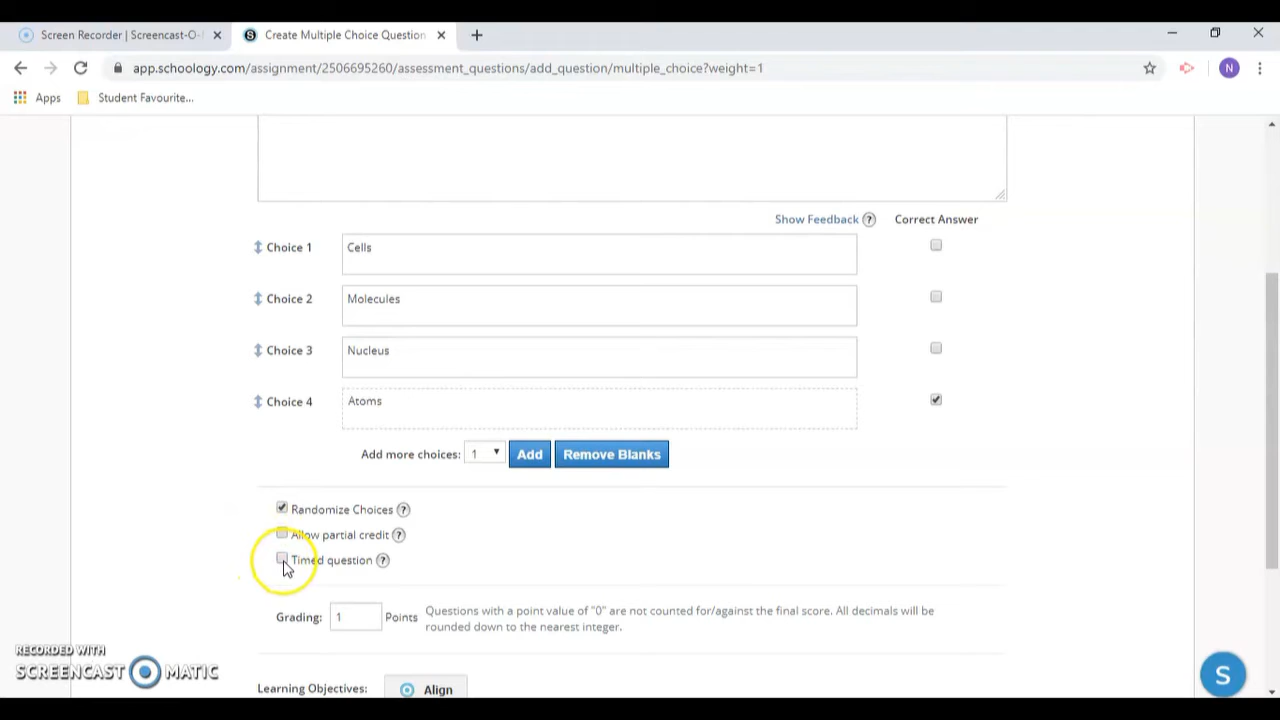 Screen Recorder | Screencast-O-
Create Multiple Choice Question
app.schoology.com/assignment/2506695260/assessment_questions/add_question/multiple_choice?weight=1
N
Apps
Student Favourite...
Show Feedback ?
Correct Answer
Choice 1
Cells
Choice 2
Molecules
Choice 3
Nucleus
Choice 4
Atoms
Add more choices: 1 Add Remove Blanks
Randomize Choices ?
Allow partial credit ?
Timed question ?
Grading: 1 Points
Questions with a point value of "0" are not counted for/against the final score. All decimals will be
rounded down to the nearest integer.
RECORDED WITH
SCREENCAST MATIC
Learning Objectives: Align
S